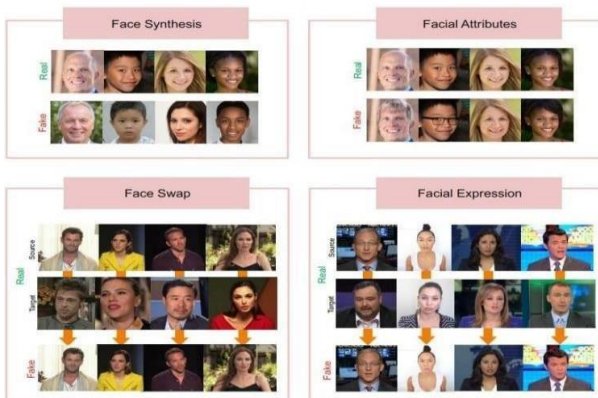 Face Synthesis
Real
Fake
Facial Attributes
Real
Fake
Face Swap
Source
Real
Target
Fake
Facial Expression
Source
Real
Target
Fake